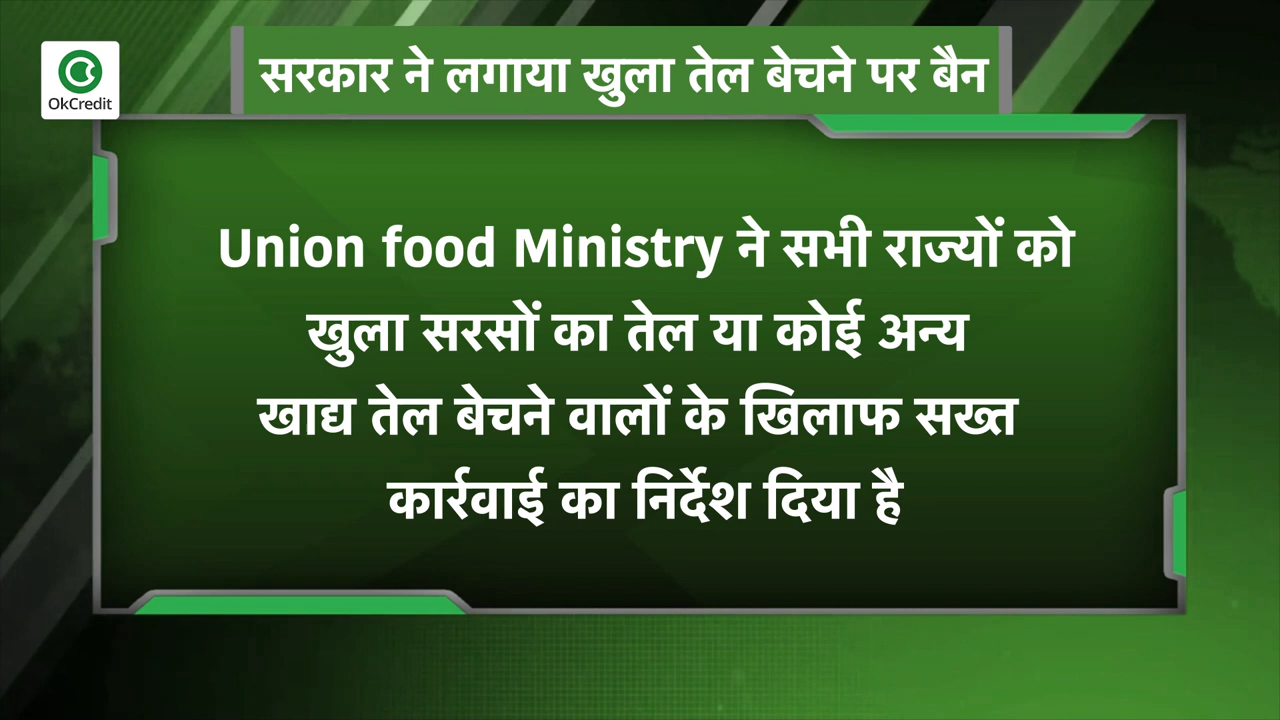 OkCredit
सरकार ने लगाया खुला तेल बेचने पर बैन
Union food Ministry ने सभी राज्यों को
खुला सरसों का तेल या कोई अन्य
खाद्य तेल बेचने वालों के खिलाफ सख्त
कार्रवाई का निर्देश दिया है